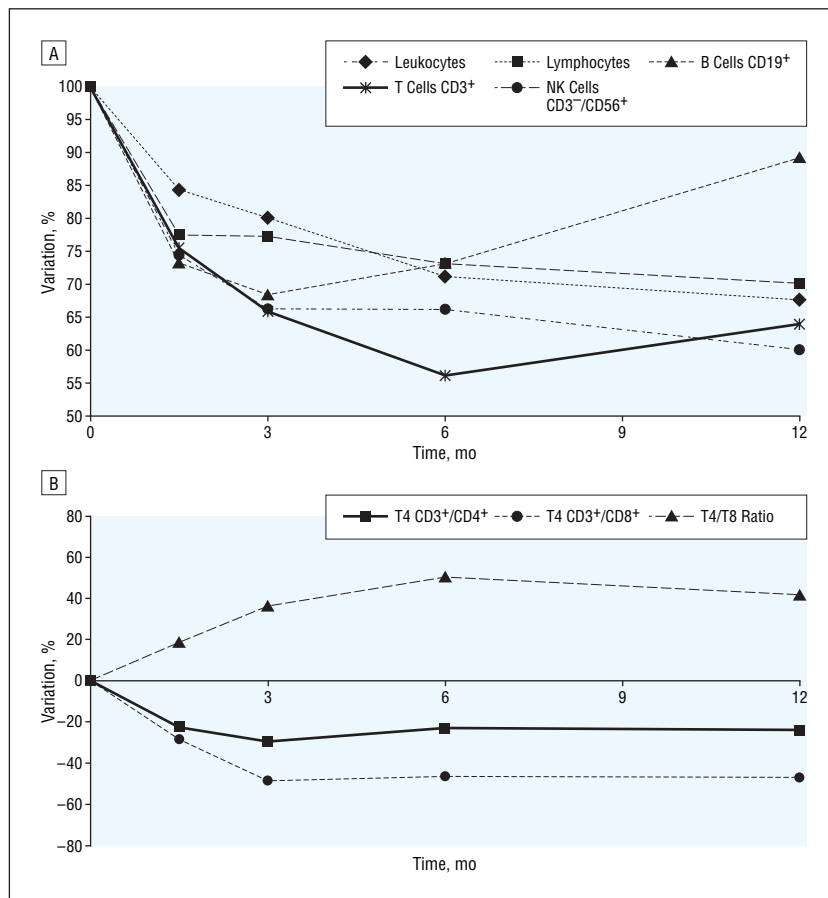 A
Leukocytes
Lymphocytes
B Cells CD19+
T Cells CD3+
NK Cells
CD3−/CD56+
100
95
90
85
80
75
70
65
60
55
50
Variation, %
0
3
6
9
12
Time, mo
B
T4 CD3+/CD4+
T4 CD3+/CD8+
T4/T8 Ratio
80
60
40
20
0
−20
−40
−60
−80
Variation, %
3
6
9
12
Time, mo